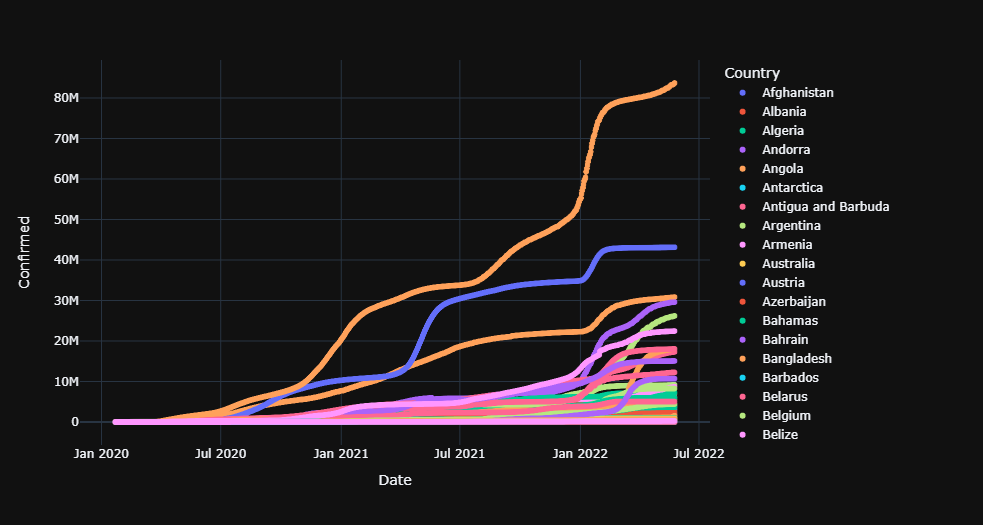 Country
Afghanistan
Albania
Algeria
Andorra
Angola
Antarctica
Antigua and Barbuda
Argentina
Armenia
Australia
Austria
Azerbaijan
Bahamas
Bahrain
Bangladesh
Barbados
Belarus
Belgium
Belize
80M
70M
60M
50M
40M
30M
20M
10M
0
Confirmed
Jan 2020
Jul 2020
Jan 2021
Jul 2021
Jan 2022
Jul 2022
Date